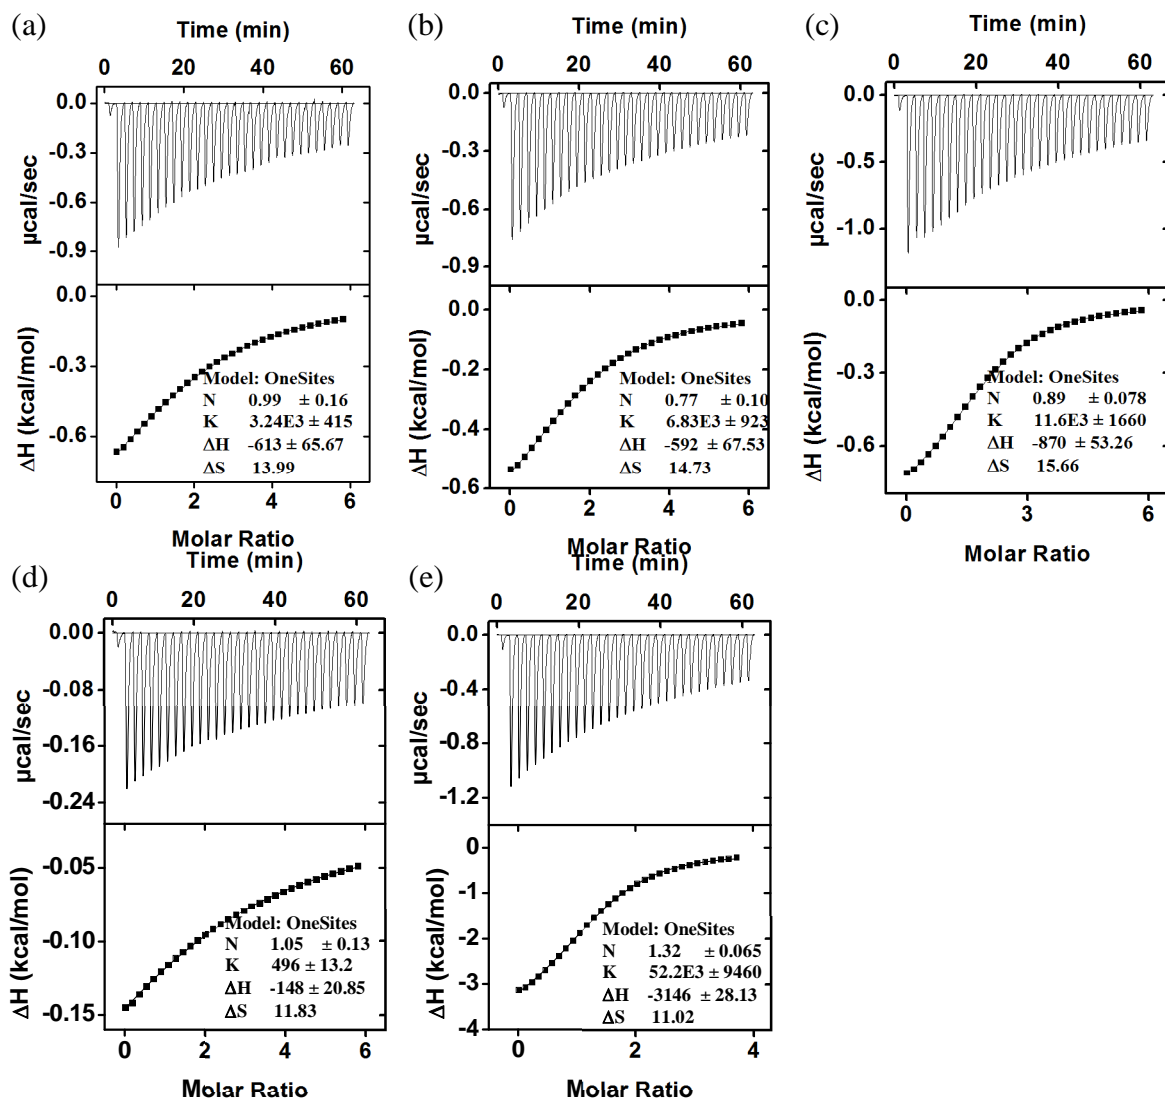 (a)
Time (min)
0 20 40 60
0.0
-0.3
-0.6
-0.9
µcal/sec
0.0
-0.3
-0.6
ΔH (kcal/mol)
Model: OneSites
N 0.99 ± 0.16
K 3.24E3 ± 415
ΔH -613 ± 65.67
ΔS 13.99
0 2 4 6
Molar Ratio
(b)
Time (min)
0 20 40 60
0.0
-0.3
-0.6
-0.9
µcal/sec
0.0
-0.2
-0.4
-0.6
ΔH (kcal/mol)
Model: OneSites
N 0.77 ± 0.10
K 6.83E3 ± 923
ΔH -592 ± 67.53
ΔS 14.73
0 2 4 6
Molar Ratio
(c)
Time (min)
0 20 40 60
0.0
-0.5
-1.0
µcal/sec
0.0
-0.3
-0.6
ΔH (kcal/mol)
Model: OneSites
N 0.89 ± 0.078
K 11.6E3 ± 1660
ΔH -870 ± 53.26
ΔS 15.66
0 3 6
Molar Ratio
(d)
Time (min)
0 20 40 60
0.00
-0.08
-0.16
-0.24
µcal/sec
-0.05
-0.10
-0.15
ΔH (kcal/mol)
Model: OneSites
N 1.05 ± 0.13
K 496 ± 13.2
ΔH -148 ± 20.85
ΔS 11.83
0 2 4 6
Molar Ratio
(e)
Time (min)
0 20 40 60
0.0
-0.4
-0.8
-1.2
µcal/sec
0
-1
-2
-3
-4
ΔH (kcal/mol)
Model: OneSites
N 1.32 ± 0.065
K 52.2E3 ± 9460
ΔH -3146 ± 28.13
ΔS 11.02
0 2 4
Molar Ratio